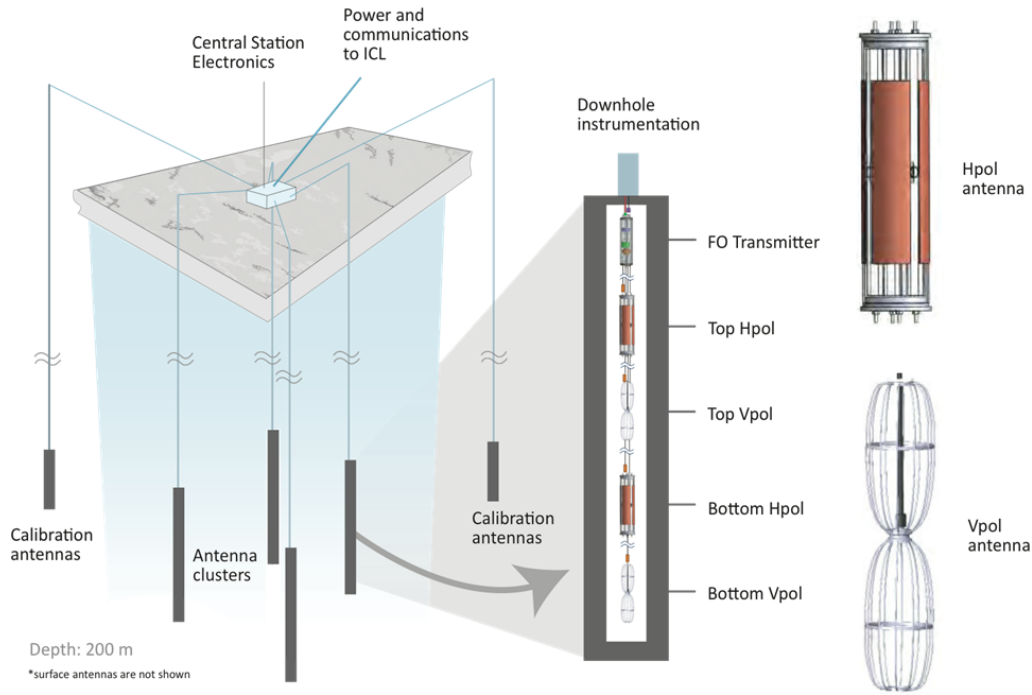 Power and
communications
to ICL
Central Station
Electronics
Downhole
instrumentation
Hpol
antenna
FO Transmitter
Top Hpol
Top Vpol
Bottom Hpol
Vpol
antenna
Bottom Vpol
Calibration
antennas
Antenna
clusters
Calibration
antennas
Depth: 200 m
*surface antennas are not shown